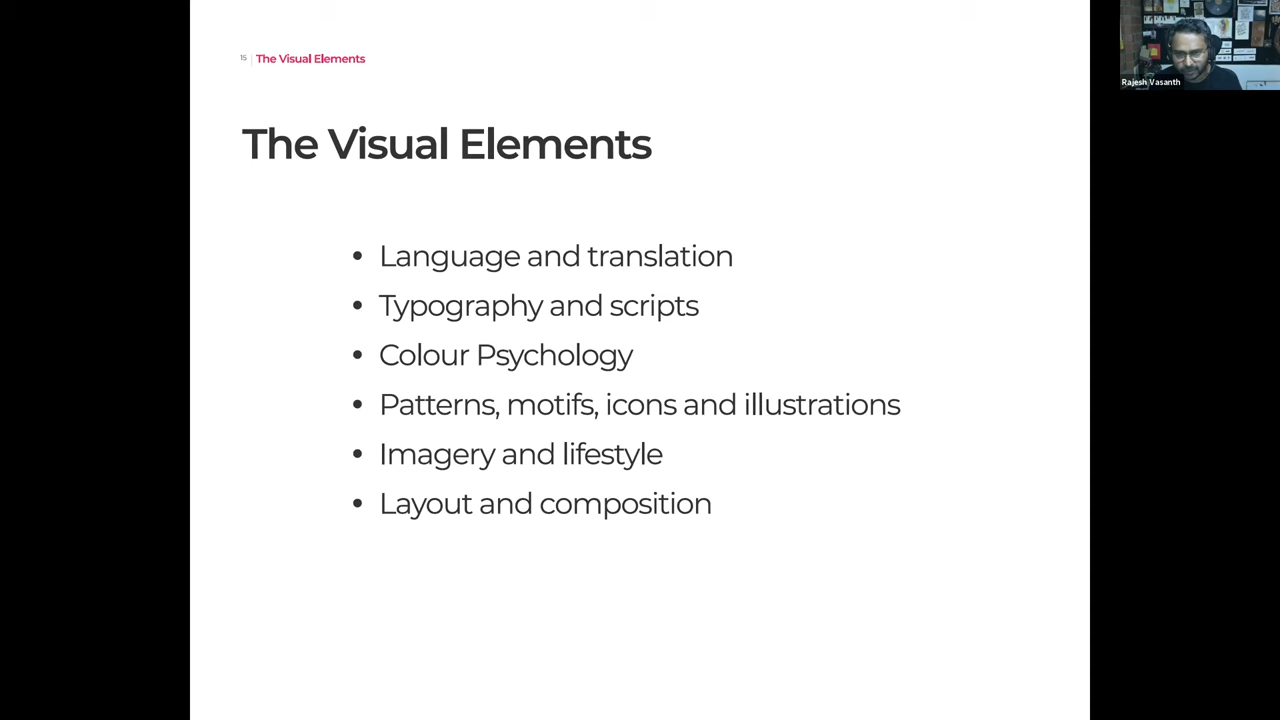 15 | The Visual Elements
Rajesh Vasanth
The Visual Elements
• Language and translation
• Typography and scripts
• Colour Psychology
• Patterns, motifs, icons and illustrations
• Imagery and lifestyle
• Layout and composition